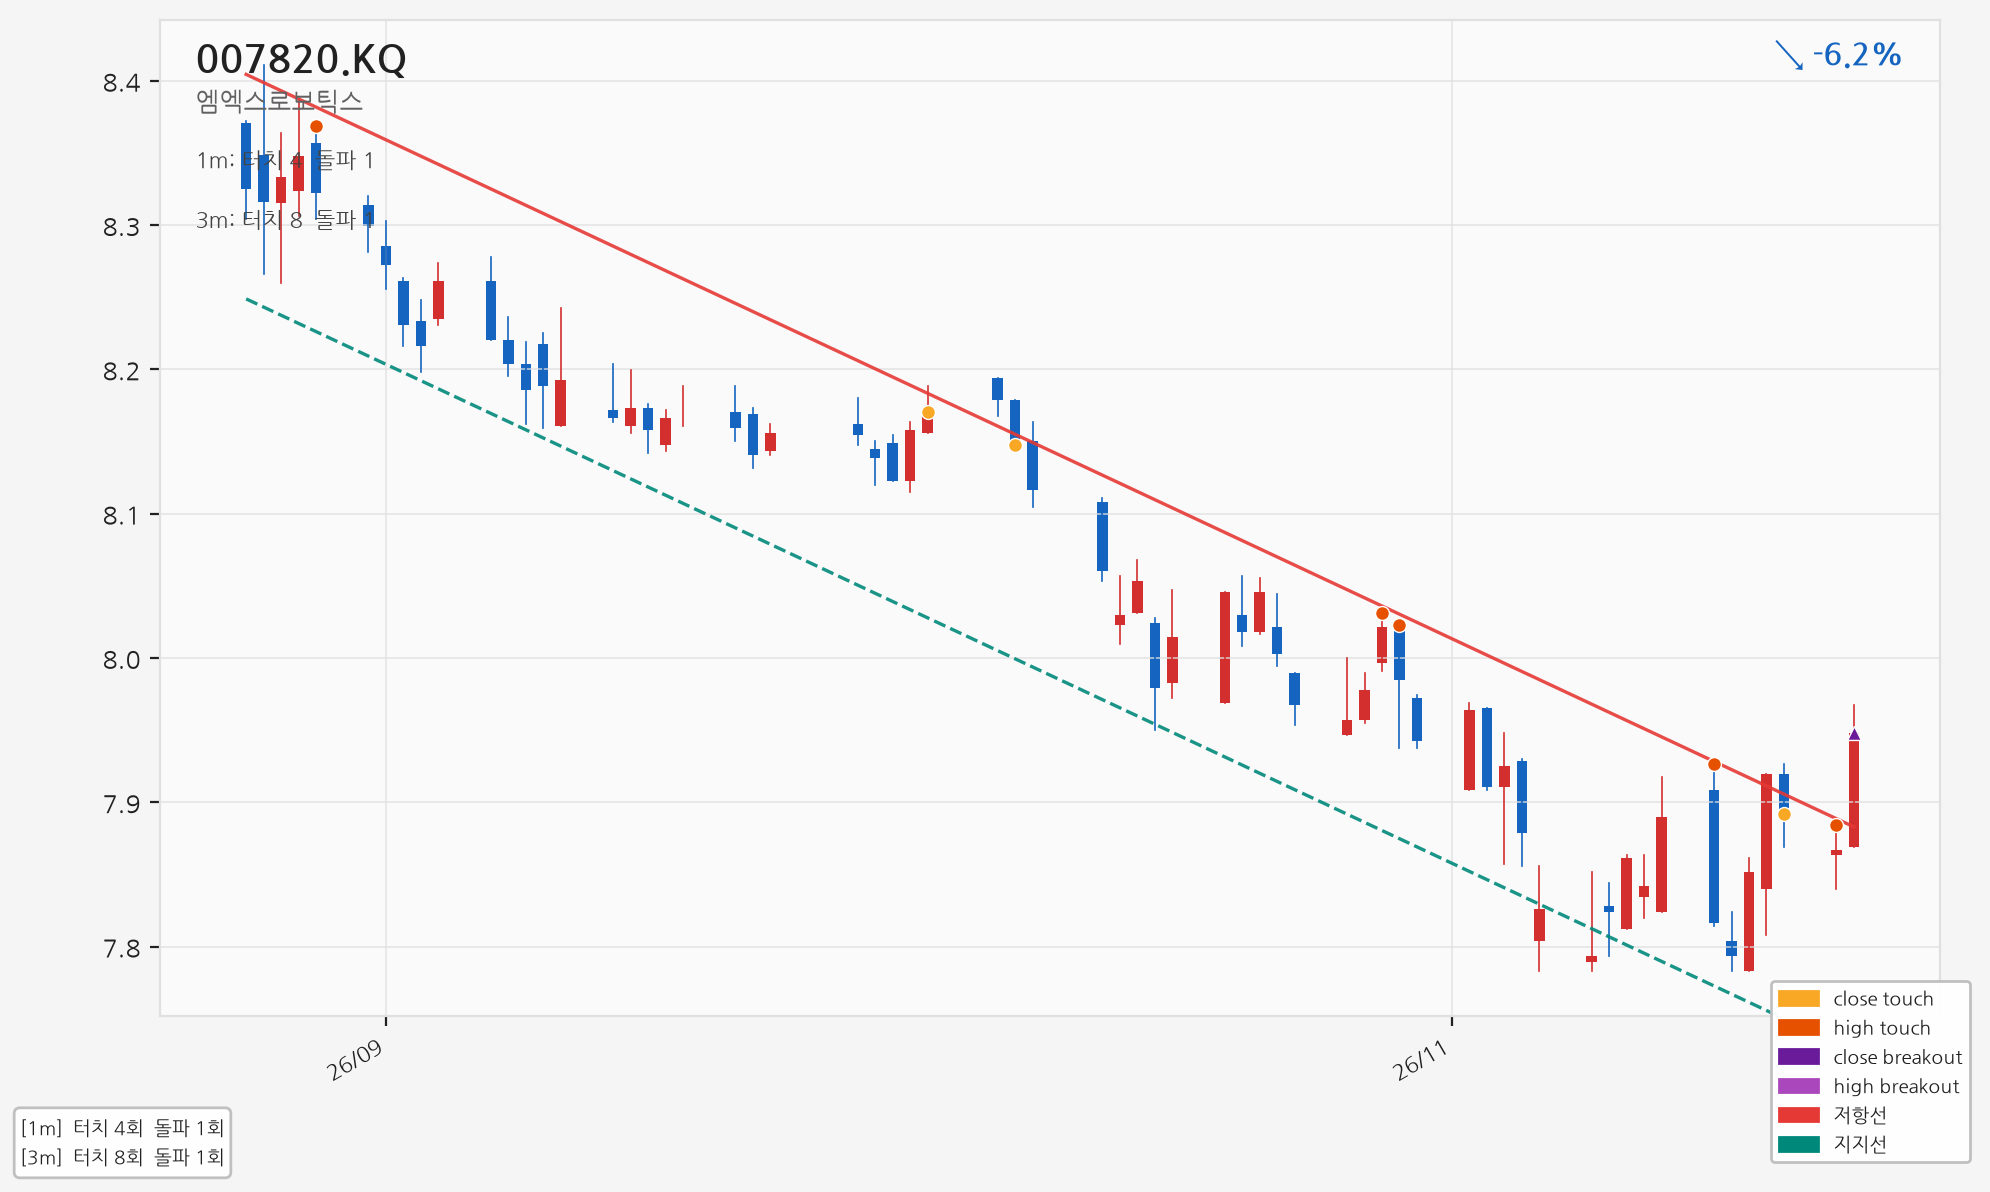 007820.KQ
엠엑스로보틱스
1m: 터치 4 돌파 1
3m: 터치 8 돌파 1
-6.2%
8.4
8.3
8.2
8.1
8.0
7.9
7.8
26/09
26/11
close touch
high touch
close breakout
high breakout
저항선
지지선
[1m] 터치 4회 돌파 1회
[3m] 터치 8회 돌파 1회